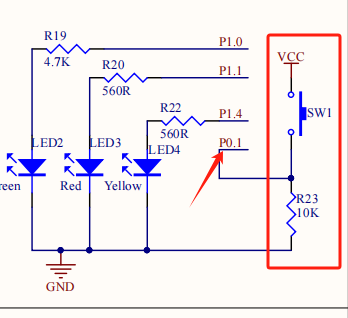 R19
P1.0
4.7K
VCC
R20
P1.1
560R
R22
P1.4
SW1
560R
P0.1
LED2
LED3
LED4
reen
Red
Yellow
R23
10K
GND